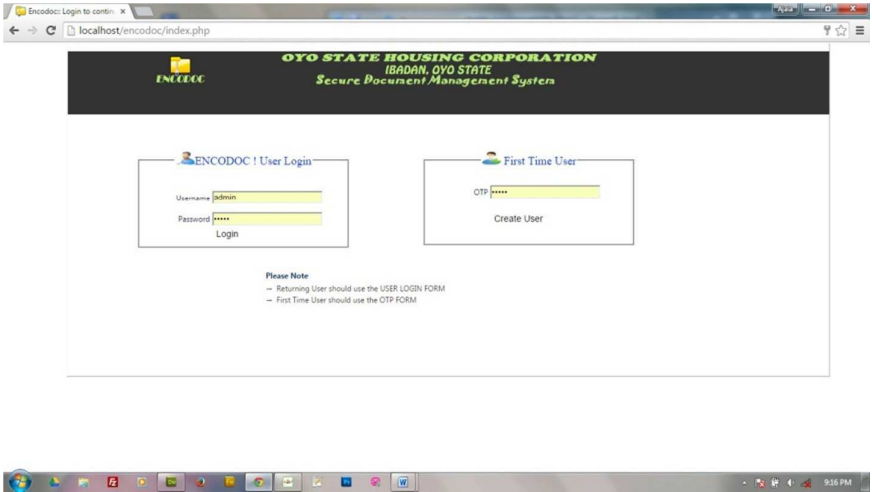 Encodoc: Login to contin
Ajala
localhost/encodoc/index.php
OYO STATE HOUSING CORPORATION
IBADAN, OYO STATE
Secure Document Management System
ENCODOC
ENCODOC ! User Login
First Time User
Username admin
OTP •••••
Password •••••
Create User
Login
Please Note
– Returning User should use the USER LOGIN FORM
– First Time User should use the OTP FORM
9:16 PM